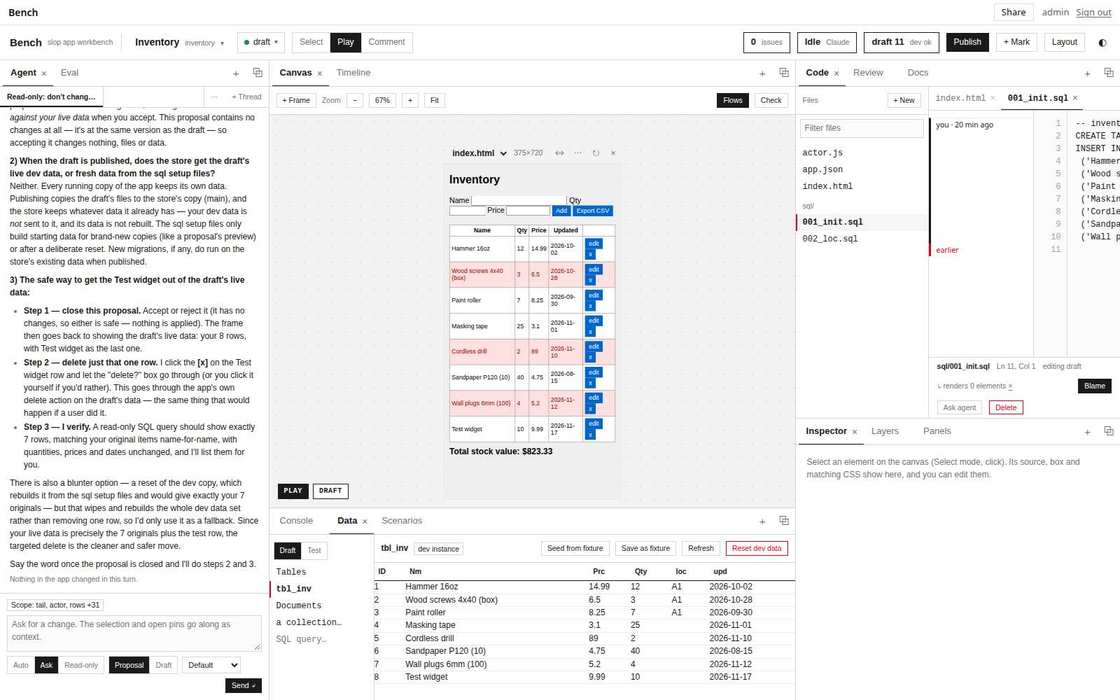 Bench
Share admin Sign out
Bench slop app workbench Inventory inventory ▾ draft ▾ Select Play Comment 0 issues Idle Claude draft 11 dev ok Publish + Mark Layout
Agent × Eval +
Read-only: don't chang… ··· + Thread
against your live data when you accept. This proposal contains no
changes at all — it's at the same version as the draft — so
accepting it changes nothing, files or data.
2) When the draft is published, does the store get the draft's
live dev data, or fresh data from the sql setup files?
Neither. Every running copy of the app keeps its own data.
Publishing copies the draft's files to the store's copy (main), and
the store keeps whatever data it already has — your dev data is
not sent to it, and its data is not rebuilt. The sql setup files only
build starting data for brand-new copies (like a proposal's preview)
or after a deliberate reset. New migrations, if any, do run on the
store's existing data when published.
3) The safe way to get the Test widget out of the draft's live
data:
• Step 1 — close this proposal. Accept or reject it (it has no
changes, so either is safe — nothing is applied). The frame
then goes back to showing the draft's live data: your 8 rows,
with Test widget as the last one.
• Step 2 — delete just that one row. I click the [x] on the Test
widget row and let the "delete?" box go through (or you click it
yourself if you'd rather). This goes through the app's own
delete action on the draft's data — the same thing that would
happen if a user did it.
• Step 3 — I verify. A read-only SQL query should show exactly
7 rows, matching your original items name-for-name, with
quantities, prices and dates unchanged, and I'll list them for
you.
There is also a blunter option — a reset of the dev copy, which
rebuilds it from the sql setup files and would give exactly your 7
originals — but that wipes and rebuilds the whole dev data set
rather than removing one row, so I'd only use it as a fallback. Since
your live data is precisely the 7 originals plus the test row, the
targeted delete is the cleaner and safer move.
Say the word once the proposal is closed and I'll do steps 2 and 3.
Nothing in the app changed in this turn.
Scope: tail, actor, rows +31
Ask for a change. The selection and open pins go along as
context.
Auto Ask Read-only Proposal Draft Default
Send
Canvas × Timeline +
+ Frame Zoom − 67% + Fit Flows Check
index.html 375×720 ··· ×
Inventory
Name Qty
Price Add Export CSV
Name Qty Price Updated
Hammer 16oz 12 14.99 2026-10-02 edit x
Wood screws 4x40 (box) 3 6.5 2026-10-28 edit x
Paint roller 7 8.25 2026-09-30 edit x
Masking tape 25 3.1 2026-11-01 edit x
Cordless drill 2 89 2026-11-10 edit x
Sandpaper P120 (10) 40 4.75 2026-08-15 edit x
Wall plugs 6mm (100) 4 5.2 2026-11-12 edit x
Test widget 10 9.99 2026-11-17 edit x
Total stock value: $823.33
PLAY DRAFT
Console Data × Scenarios +
Draft Test
Tables
tbl_inv
Documents
a collection…
SQL query…
tbl_inv dev instance Seed from fixture Save as fixture Refresh Reset dev data
ID Nm Prc Qty loc upd
1 Hammer 16oz 14.99 12 A1 2026-10-02
2 Wood screws 4x40 (box) 6.5 3 A1 2026-10-28
3 Paint roller 8.25 7 A1 2026-09-30
4 Masking tape 3.1 25 2026-11-01
5 Cordless drill 89 2 2026-11-10
6 Sandpaper P120 (10) 4.75 40 2026-08-15
7 Wall plugs 6mm (100) 5.2 4 2026-11-12
8 Test widget 9.99 10 2026-11-17
Code × Review Docs +
Files + New
Filter files
actor.js
app.json
index.html
sql/
001_init.sql
002_loc.sql
index.html × 001_init.sql ×
you · 20 min ago
earlier
1 -- invent
2 CREATE TA
3 INSERT IN
4 ('Hammer
5 ('Wood s
6 ('Paint
7 ('Maskin
8 ('Cordle
9 ('Sandpa
10 ('Wall p
11
sql/001_init.sql Ln 11, Col 1 editing draft
renders 0 elements × Blame
Ask agent Delete
Inspector × Layers Panels +
Select an element on the canvas (Select mode, click). Its source, box and
matching CSS show here, and you can edit them.